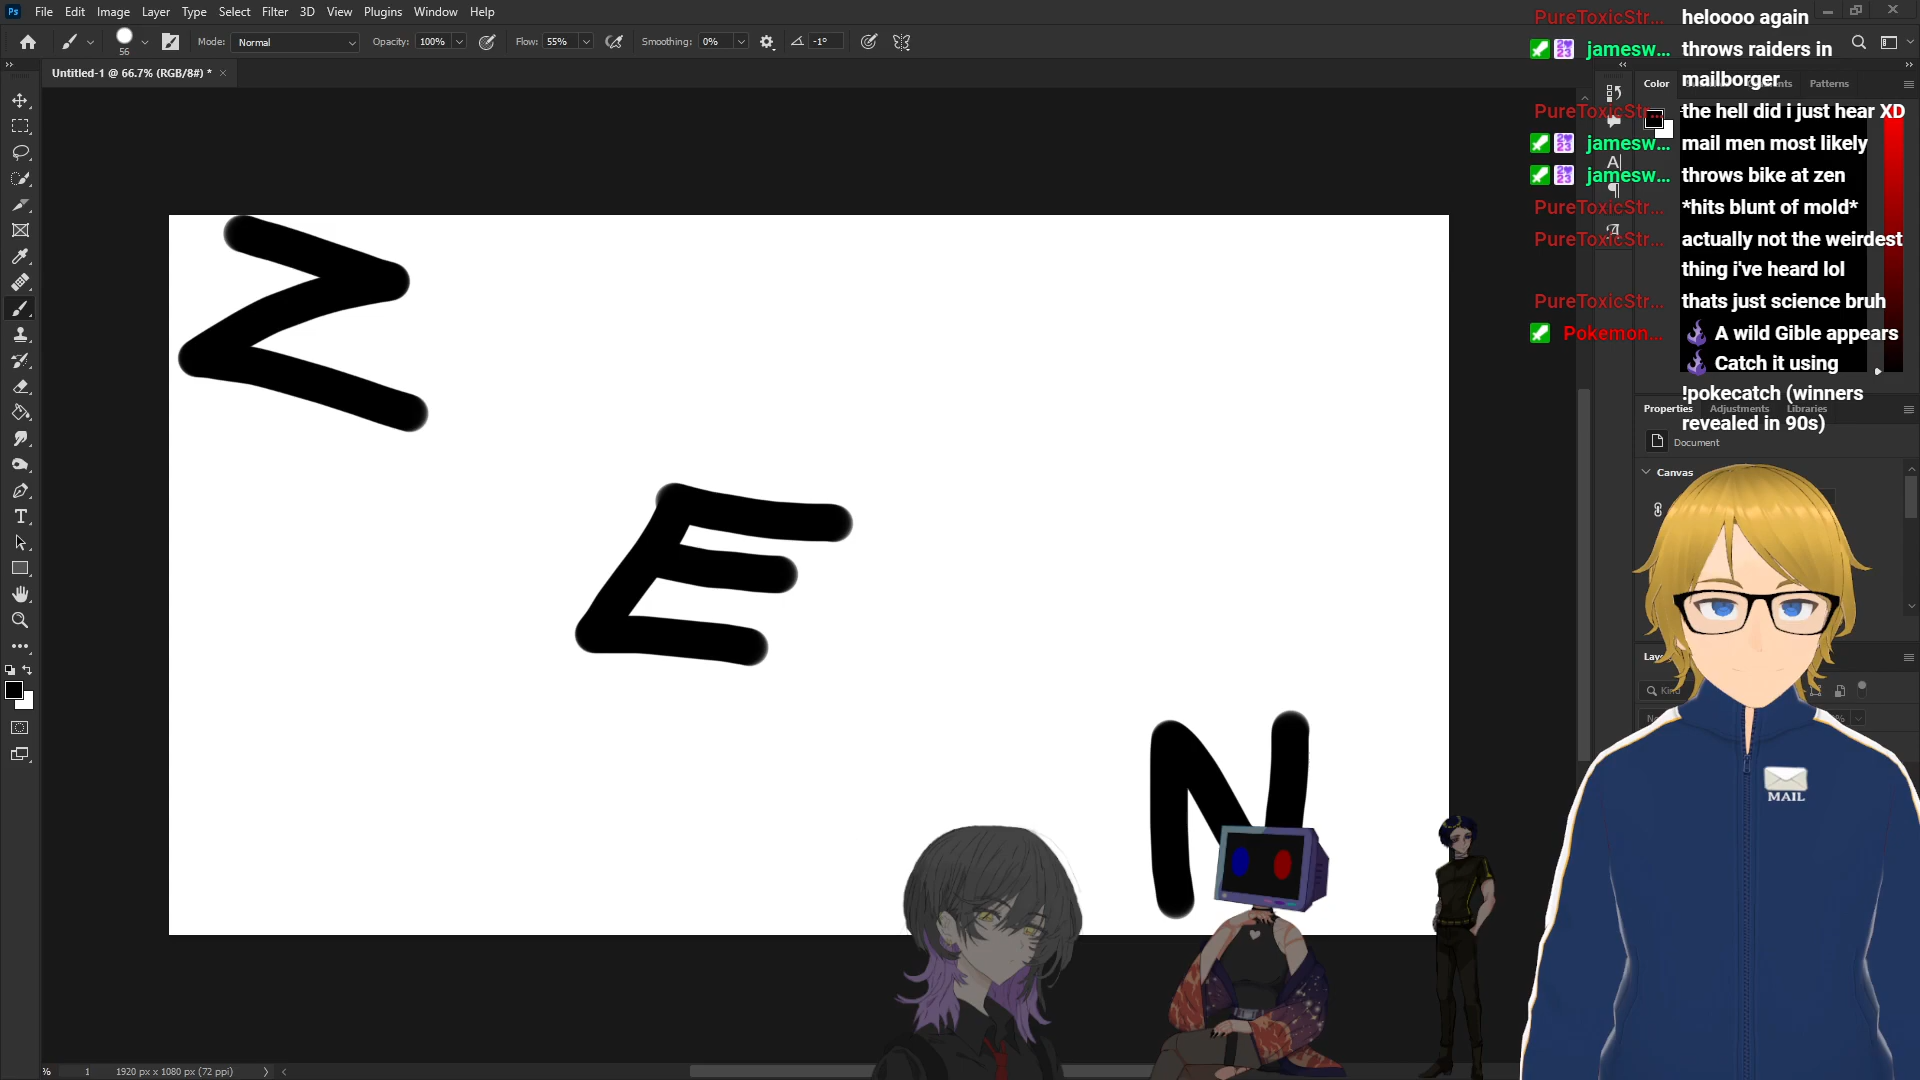 File Edit Image Layer Type Select Filter 3D View Plugins Window Help
56 Mode: Normal Opacity: 100% Flow: 55% Smoothing: 0% -1°
Untitled-1 @ 66.7% (RGB/8#) *
Z
E
N
1 1920 px x 1080 px (72 ppi)
PureToxicStr... heloooo again
jamesw... throws raiders in
mailborger
Color Patterns
PureToxicStr... the hell did i just hear XD
jamesw... mail men most likely
jamesw... throws bike at zen
PureToxicStr... *hits blunt of mold*
PureToxicStr... actually not the weirdest
thing i've heard lol
PureToxicStr... thats just science bruh
Pokemon... A wild Gible appears
Catch it using
!pokecatch (winners
revealed in 90s)
Properties Adjustments Libraries
Document
Canvas
MAIL